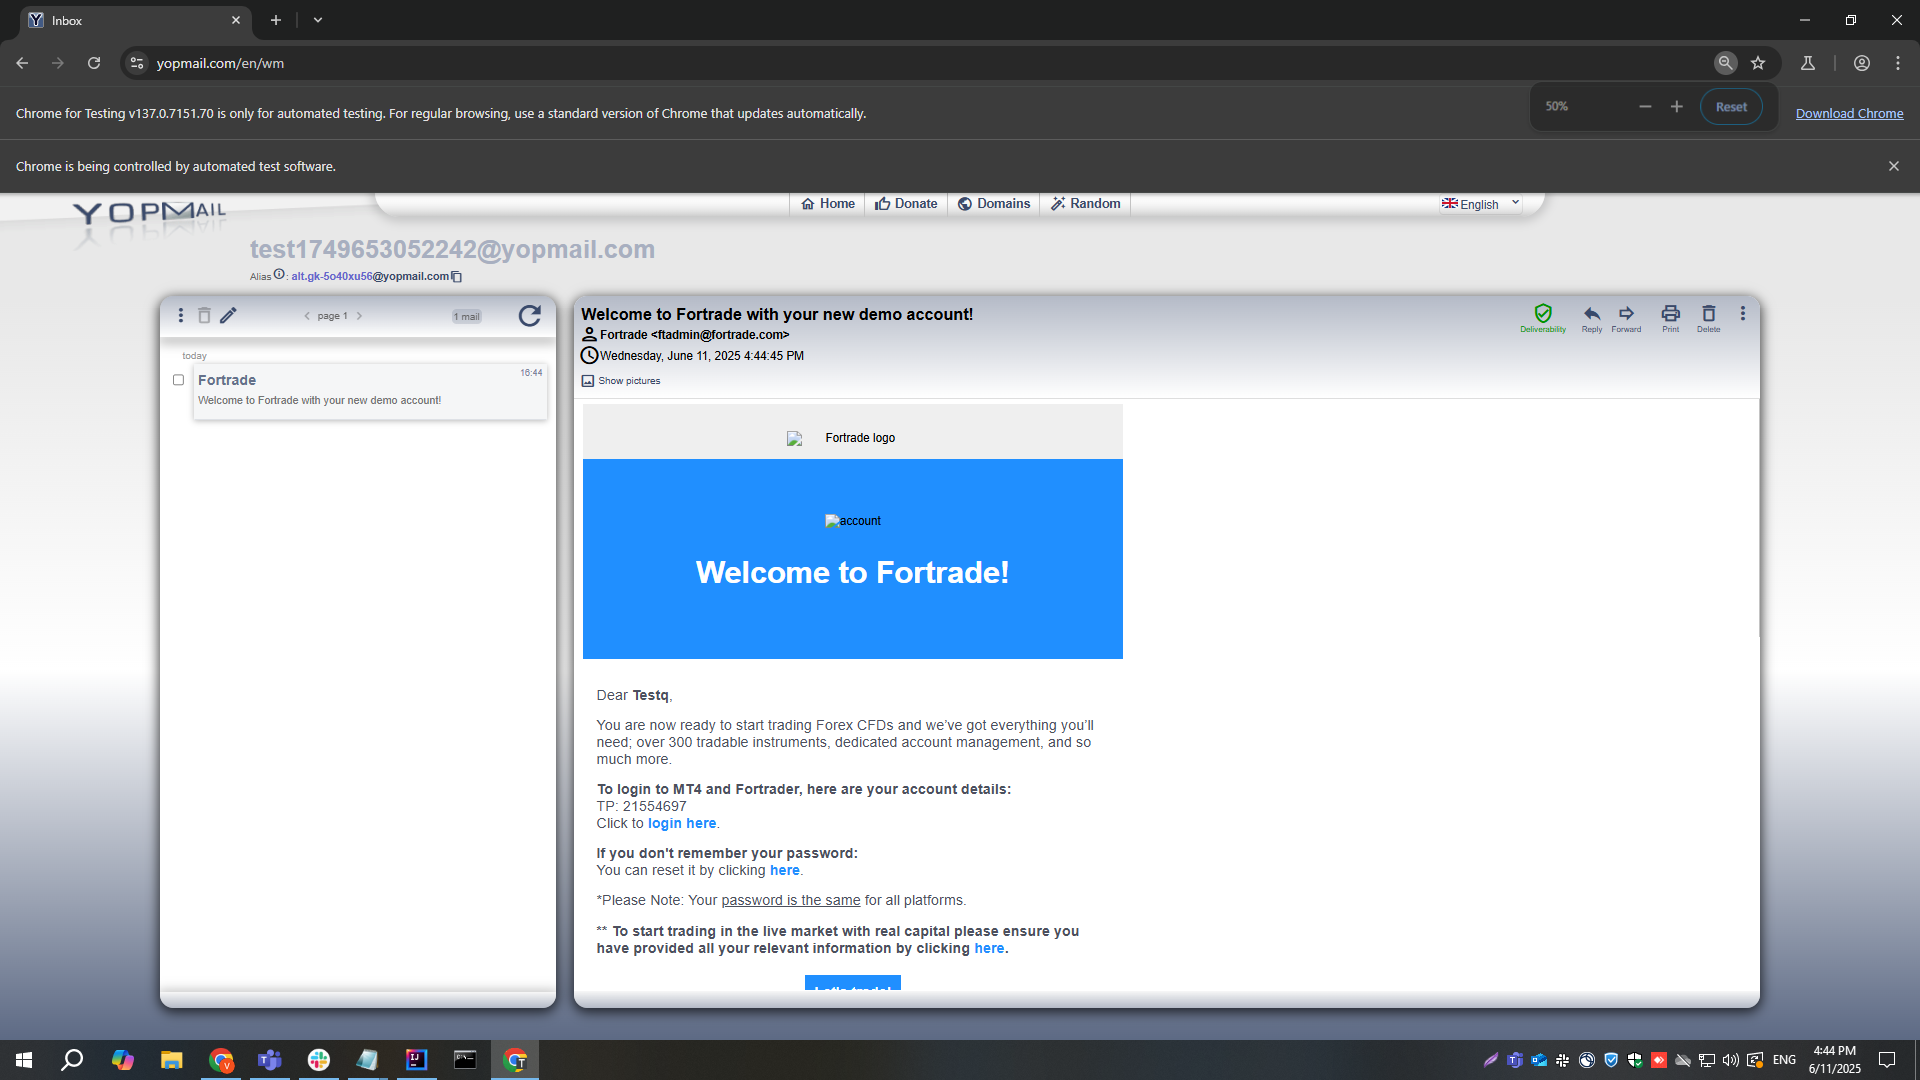 Inbox
yopmail.com/en/wm
Chrome for Testing v137.0.7151.70 is only for automated testing. For regular browsing, use a standard version of Chrome that updates automatically.
50%
Reset
Download Chrome
Chrome is being controlled by automated test software.
YOPMAIL
Home
Donate
Domains
Random
English
test1749653052242@yopmail.com
Alias : alt.gk-5o40xu56@yopmail.com
page 1
1 mail
today
Fortrade
16:44
Welcome to Fortrade with your new demo account!
Welcome to Fortrade with your new demo account!
Fortrade <ftadmin@fortrade.com>
Wednesday, June 11, 2025 4:44:45 PM
Show pictures
Deliverability
Reply
Forward
Print
Delete
Fortrade logo
account
Welcome to Fortrade!
Dear Testq,
You are now ready to start trading Forex CFDs and we’ve got everything you’ll
need; over 300 tradable instruments, dedicated account management, and so
much more.
To login to MT4 and Fortrader, here are your account details:
TP: 21554697
Click to login here.
If you don't remember your password:
You can reset it by clicking here.
*Please Note: Your password is the same for all platforms.
** To start trading in the live market with real capital please ensure you
have provided all your relevant information by clicking here.
Let's trade!
ENG
4:44 PM
6/11/2025